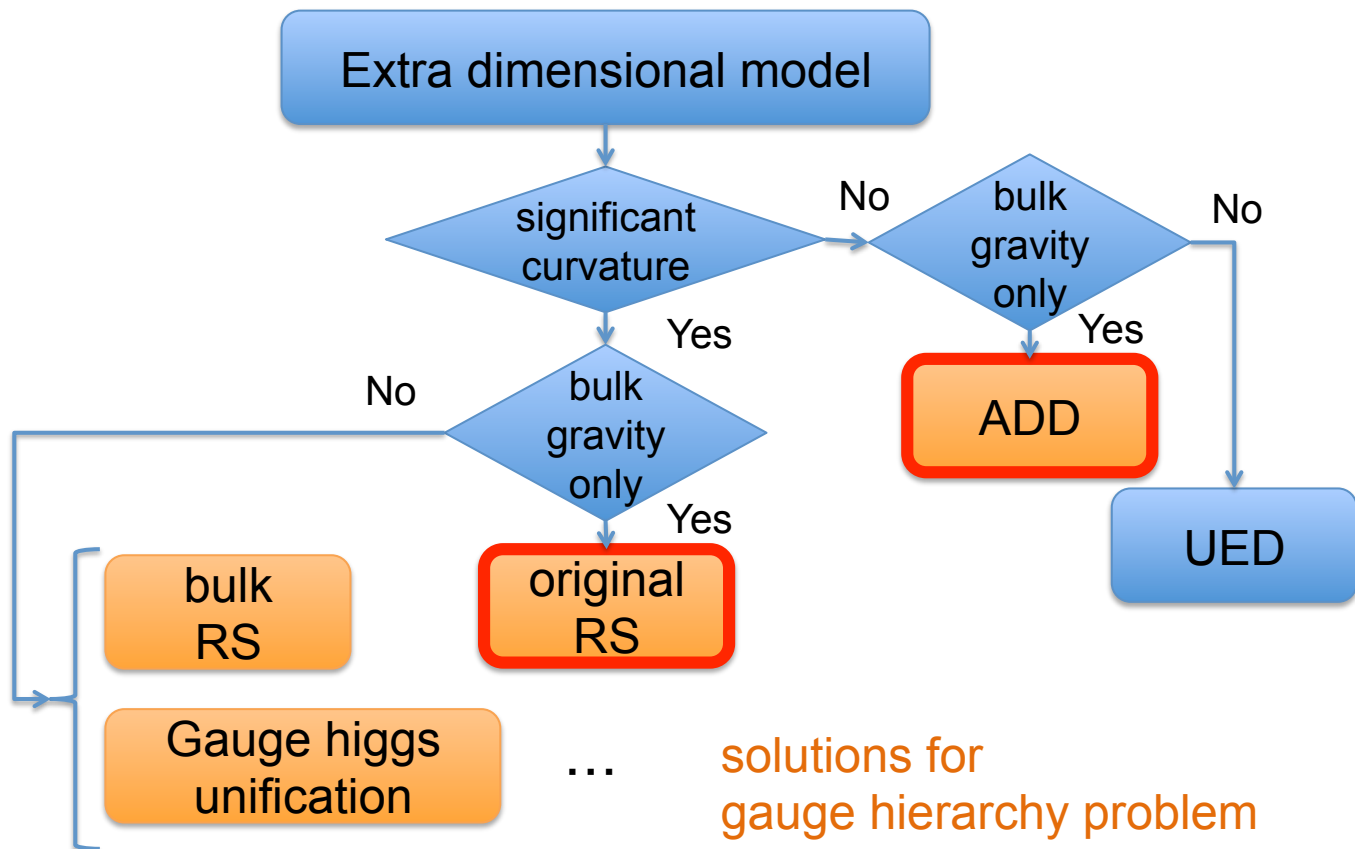 Extra dimensional model
significant
curvature
No
bulk
gravity
only
No
Yes
Yes
ADD
No
bulk
gravity
only
Yes
UED
original
RS
bulk
RS
Gauge higgs
unification
...
solutions for
gauge hierarchy problem